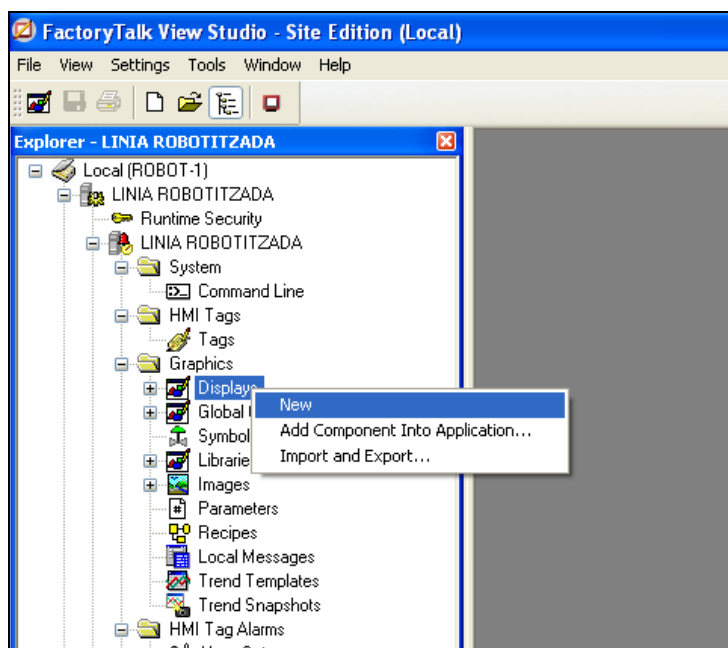 FactoryTalk View Studio - Site Edition (Local)
File View Settings Tools Window Help
Explorer - LINIA ROBOTITZADA
Local (ROBOT-1)
LINIA ROBOTITZADA
Runtime Security
LINIA ROBOTITZADA
System
Command Line
HMI Tags
Tags
Graphics
Displays
New
Global
Add Component Into Application...
Symbol
Import and Export...
Librarie
Images
Parameters
Recipes
Local Messages
Trend Templates
Trend Snapshots
HMI Tag Alarms